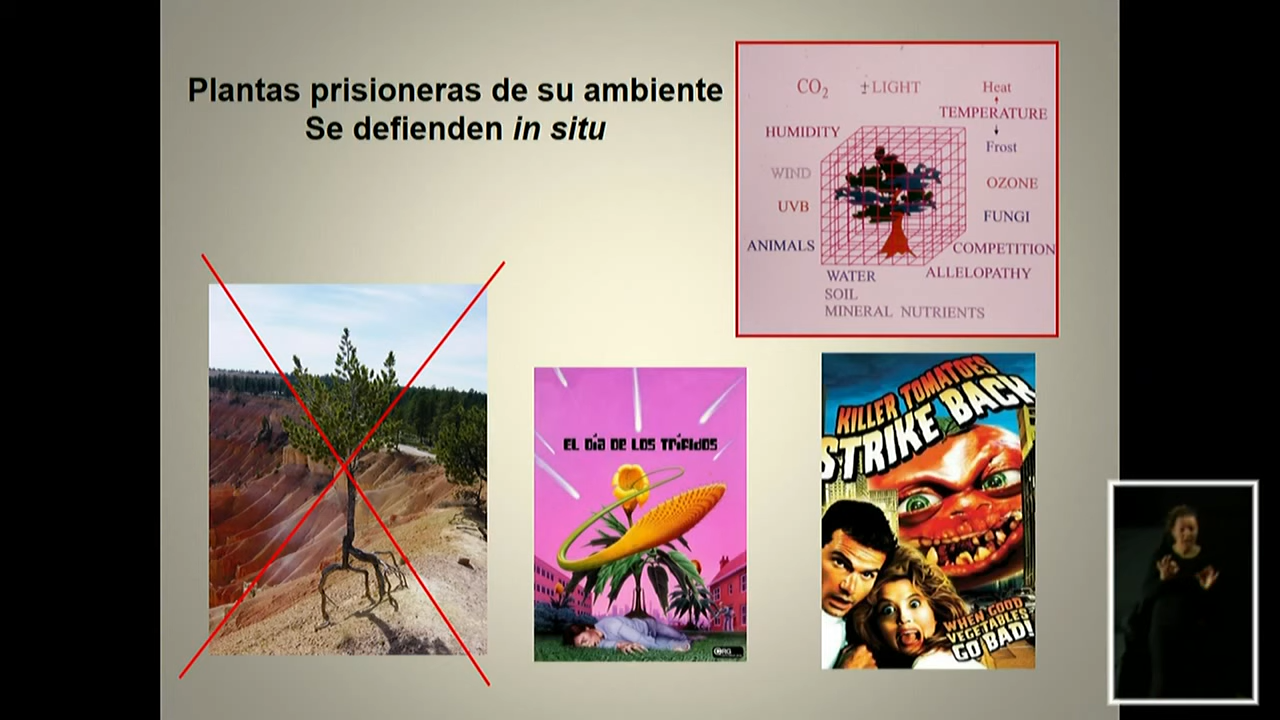 Plantas prisioneras de su ambiente
Se defienden in situ
CO2 ±LIGHT Heat
TEMPERATURE
HUMIDITY
Frost
WIND
OZONE
UVB
FUNGI
ANIMALS
COMPETITION
ALLELOPATHY
WATER
SOIL
MINERAL NUTRIENTS
EL DÍA DE LOS TRÍFIDOS
KILLER TOMATOES
STRIKE BACK
WHEN GOOD
VEGETABLES
GO BAD!